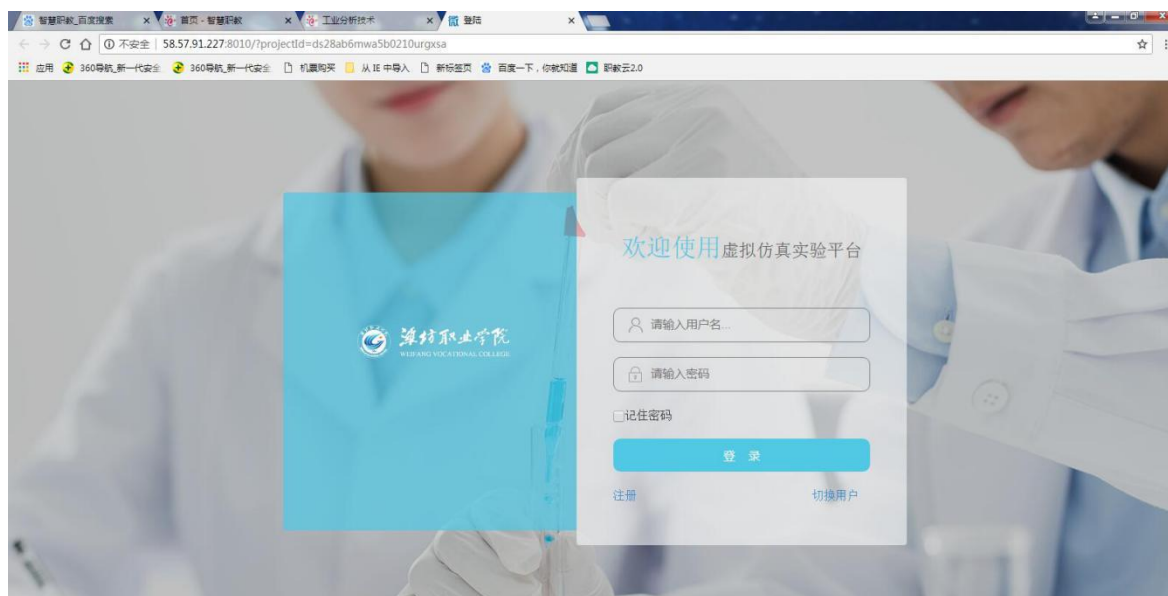 智慧职教_百度搜索
首页 - 智慧职教
工业分析技术
登陆
不安全 | 58.57.91.227:8010/?projectId=ds28ab6mwa5b0210urgxsa
应用 360导航_新一代安全 360导航_新一代安全 机票购买 从 IE 中导入 新标签页 百度一下，你就知道 职教云2.0
欢迎使用虚拟仿真实验平台
请输入用户名...
潍坊职业学院
WEIFANG VOCATIONAL COLLEGE
请输入密码
记住密码
登 录
注册 切换用户